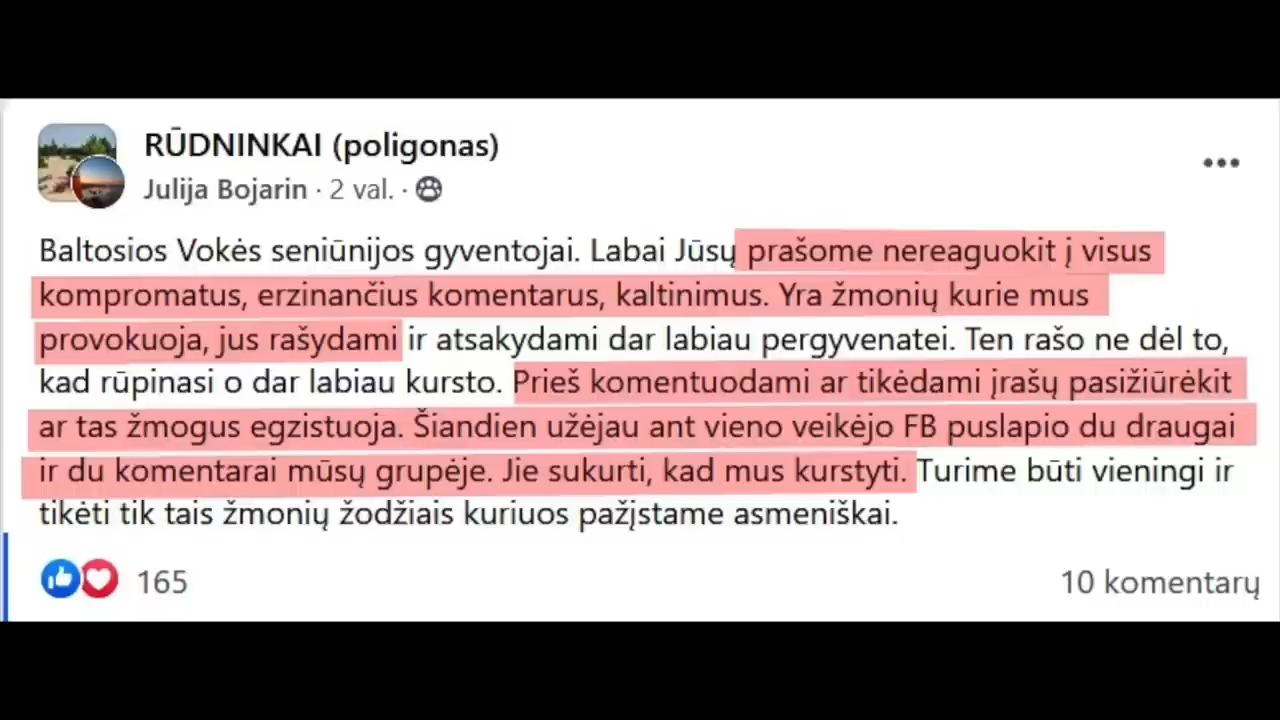 RŪDNINKAI (poligonas)
Julija Bojarin · 2 val. ·
Baltosios Vokės seniūnijos gyventojai. Labai Jūsų prašome nereaguokit į visus
kompromatus, erzinančius komentarus, kaltinimus. Yra žmonių kurie mus
provokuoja, jus rašydami ir atsakydami dar labiau pergyvenatei. Ten rašo ne dėl to,
kad rūpinasi o dar labiau kursto. Prieš komentuodami ar tikėdami įrašų pasižiūrėkit
ar tas žmogus egzistuoja. Šiandien užėjau ant vieno veikėjo FB puslapio du draugai
ir du komentarai mūsų grupėje. Jie sukurti, kad mus kurstyti. Turime būti vieningi ir
tikėti tik tais žmonių žodžiais kuriuos pažįstame asmeniškai.
165
10 komentarų